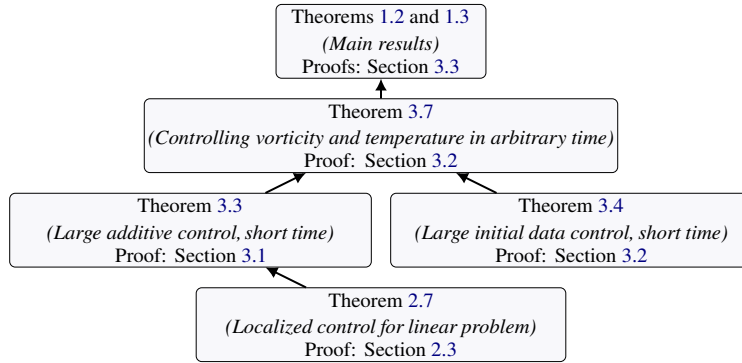 Theorems 1.2 and 1.3
(Main results)
Proofs: Section 3.3
Theorem 3.7
(Controlling vorticity and temperature in arbitrary time)
Proof: Section 3.2
Theorem 3.3
(Large additive control, short time)
Proof: Section 3.1
Theorem 3.4
(Large initial data control, short time)
Proof: Section 3.2
Theorem 2.7
(Localized control for linear problem)
Proof: Section 2.3